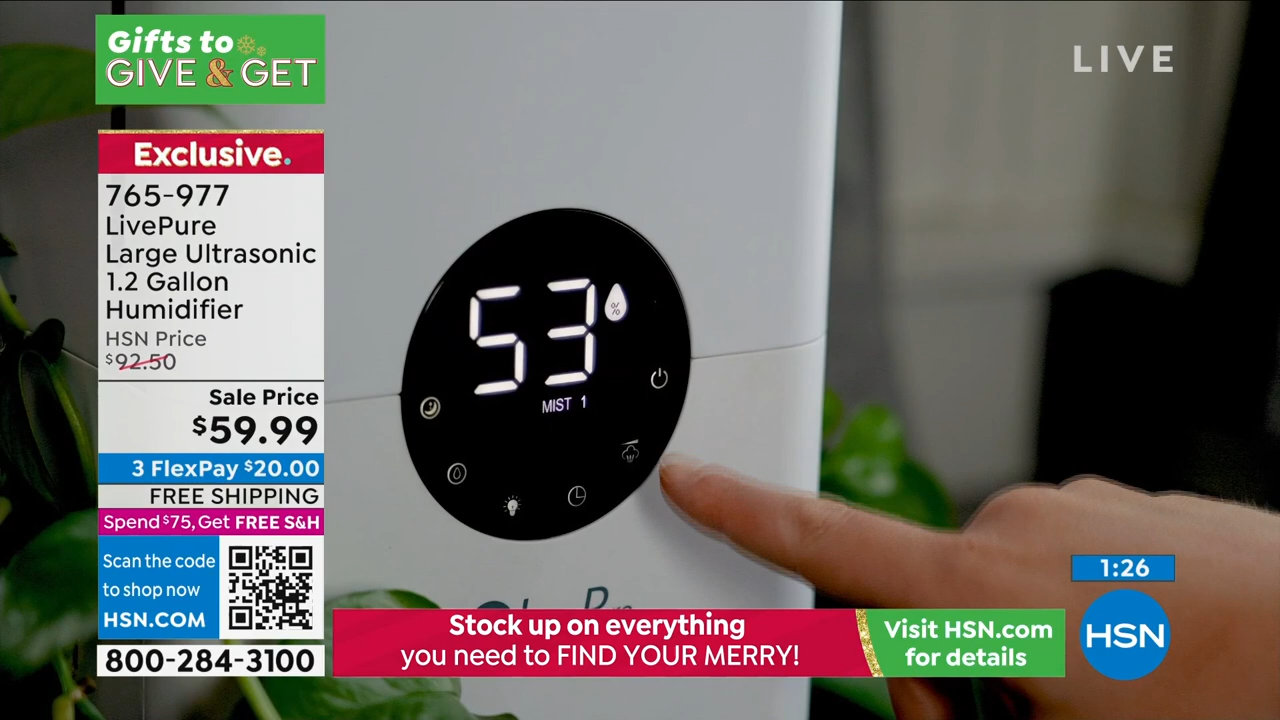 Gifts to
GIVE & GET
LIVE
Exclusive.
765-977
LivePure
Large Ultrasonic
1.2 Gallon
Humidifier
HSN Price
$92.50
Sale Price
$59.99
3 FlexPay $20.00
FREE SHIPPING
Spend $75, Get FREE S&H
Scan the code
to shop now
HSN.COM
800-284-3100
53
%
MIST 1
Stock up on everything
you need to FIND YOUR MERRY!
Visit HSN.com
for details
1:26
HSN